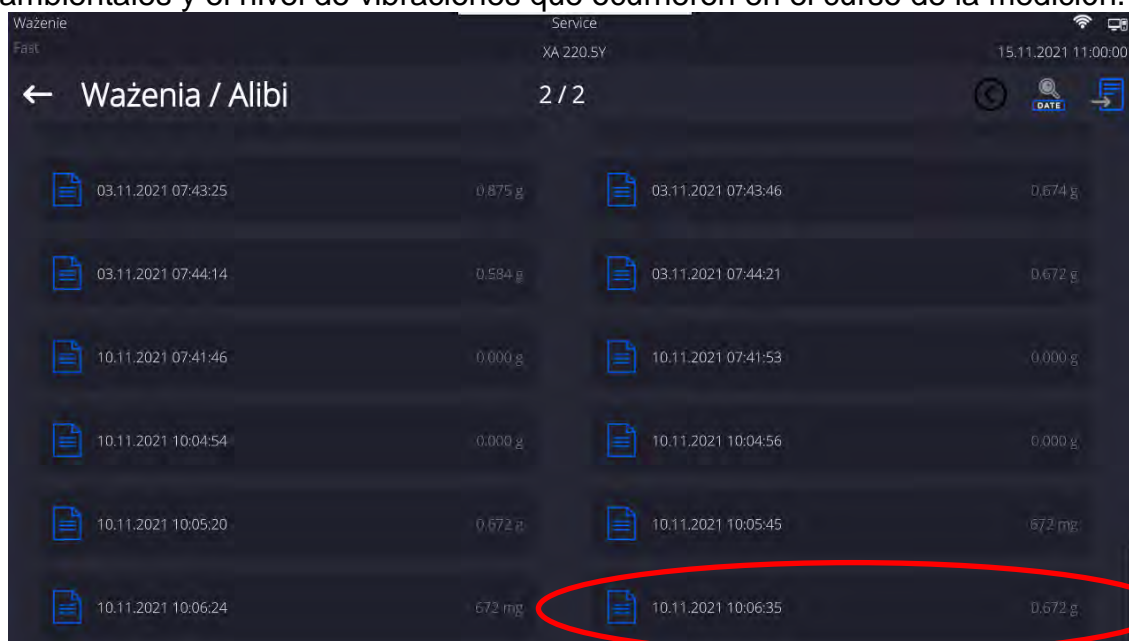 ambientales y el nivel de vibraciones que ocurrieron en el curso de la medición.
Ważenie Service
Fast XA 220.5Y 15.11.2021 11:00:00
← Ważenia / Alibi 2 / 2 DATE
03.11.2021 07:43:25 0.875 g 03.11.2021 07:43:46 0.674 g
03.11.2021 07:44:14 0.584 g 03.11.2021 07:44:21 0.672 g
10.11.2021 07:41:46 0.000 g 10.11.2021 07:41:53 0.000 g
10.11.2021 10:04:54 0.000 g 10.11.2021 10:04:56 0.000 g
10.11.2021 10:05:20 0.672 g 10.11.2021 10:05:45 672 mg
10.11.2021 10:06:24 672 mg 10.11.2021 10:06:35 0.672 g